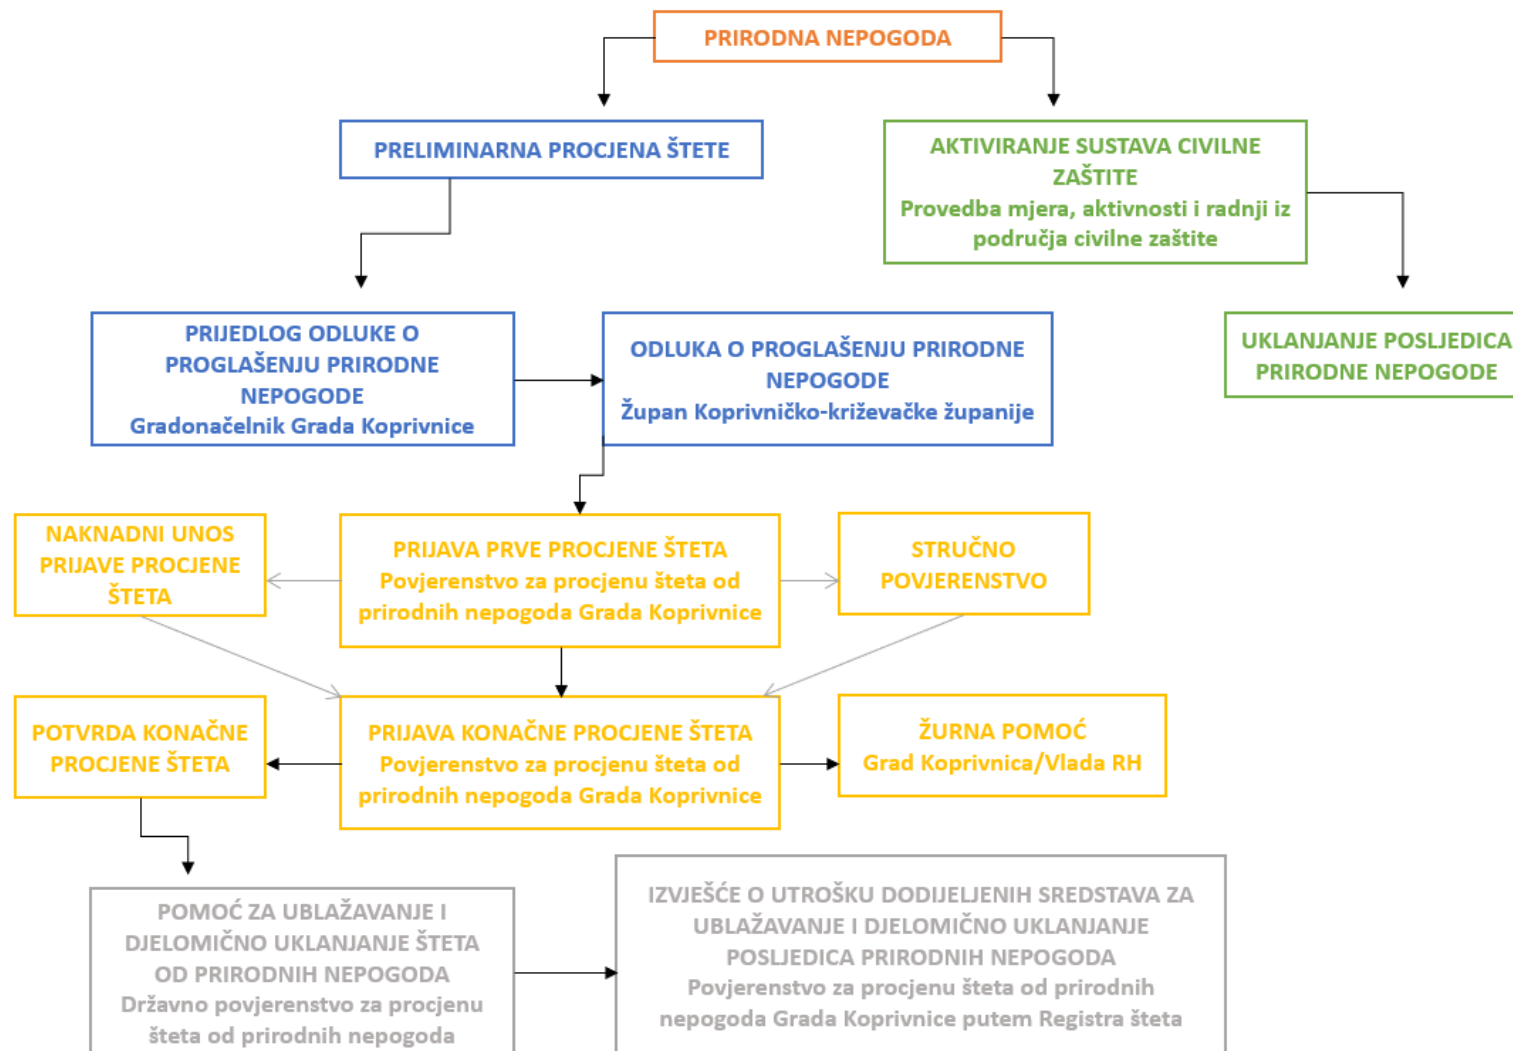 PRIRODNA NEPOGODA
PRELIMINARNA PROCJENA ŠTETE
AKTIVIRANJE SUSTAVA CIVILNE
ZAŠTITE
Provedba mjera, aktivnosti i radnji iz
područja civilne zaštite
PRIJEDLOG ODLUKE O
PROGLAŠENJU PRIRODNE
NEPOGODE
Gradonačelnik Grada Koprivnice
ODLUKA O PROGLAŠENJU PRIRODNE
NEPOGODE
Župan Koprivničko-križevačke županije
UKLANJANJE POSLJEDICA
PRIRODNE NEPOGODE
NAKNADNI UNOS
PRIJAVE PROCJENE
ŠTETA
PRIJAVA PRVE PROCJENE ŠTETA
Povjerenstvo za procjenu šteta od
prirodnih nepogoda Grada Koprivnice
STRUČNO
POVJERENSTVO
POTVRDA KONAČNE
PROCJENE ŠTETA
PRIJAVA KONAČNE PROCJENE ŠTETA
Povjerenstvo za procjenu šteta od
prirodnih nepogoda Grada Koprivnice
ŽURNA POMOĆ
Grad Koprivnica/Vlada RH
POMOĆ ZA UBLAŽAVANJE I
DJELOMIČNO UKLANJANJE ŠTETA
OD PRIRODNIH NEPOGODA
Državno povjerenstvo za procjenu
šteta od prirodnih nepogoda
IZVJEŠĆE O UTROŠKU DODIJELJENIH SREDSTAVA ZA
UBLAŽAVANJE I DJELOMIČNO UKLANJANJE
POSLJEDICA PRIRODNIH NEPOGODA
Povjerenstvo za procjenu šteta od prirodnih
nepogoda Grada Koprivnice putem Registra šteta